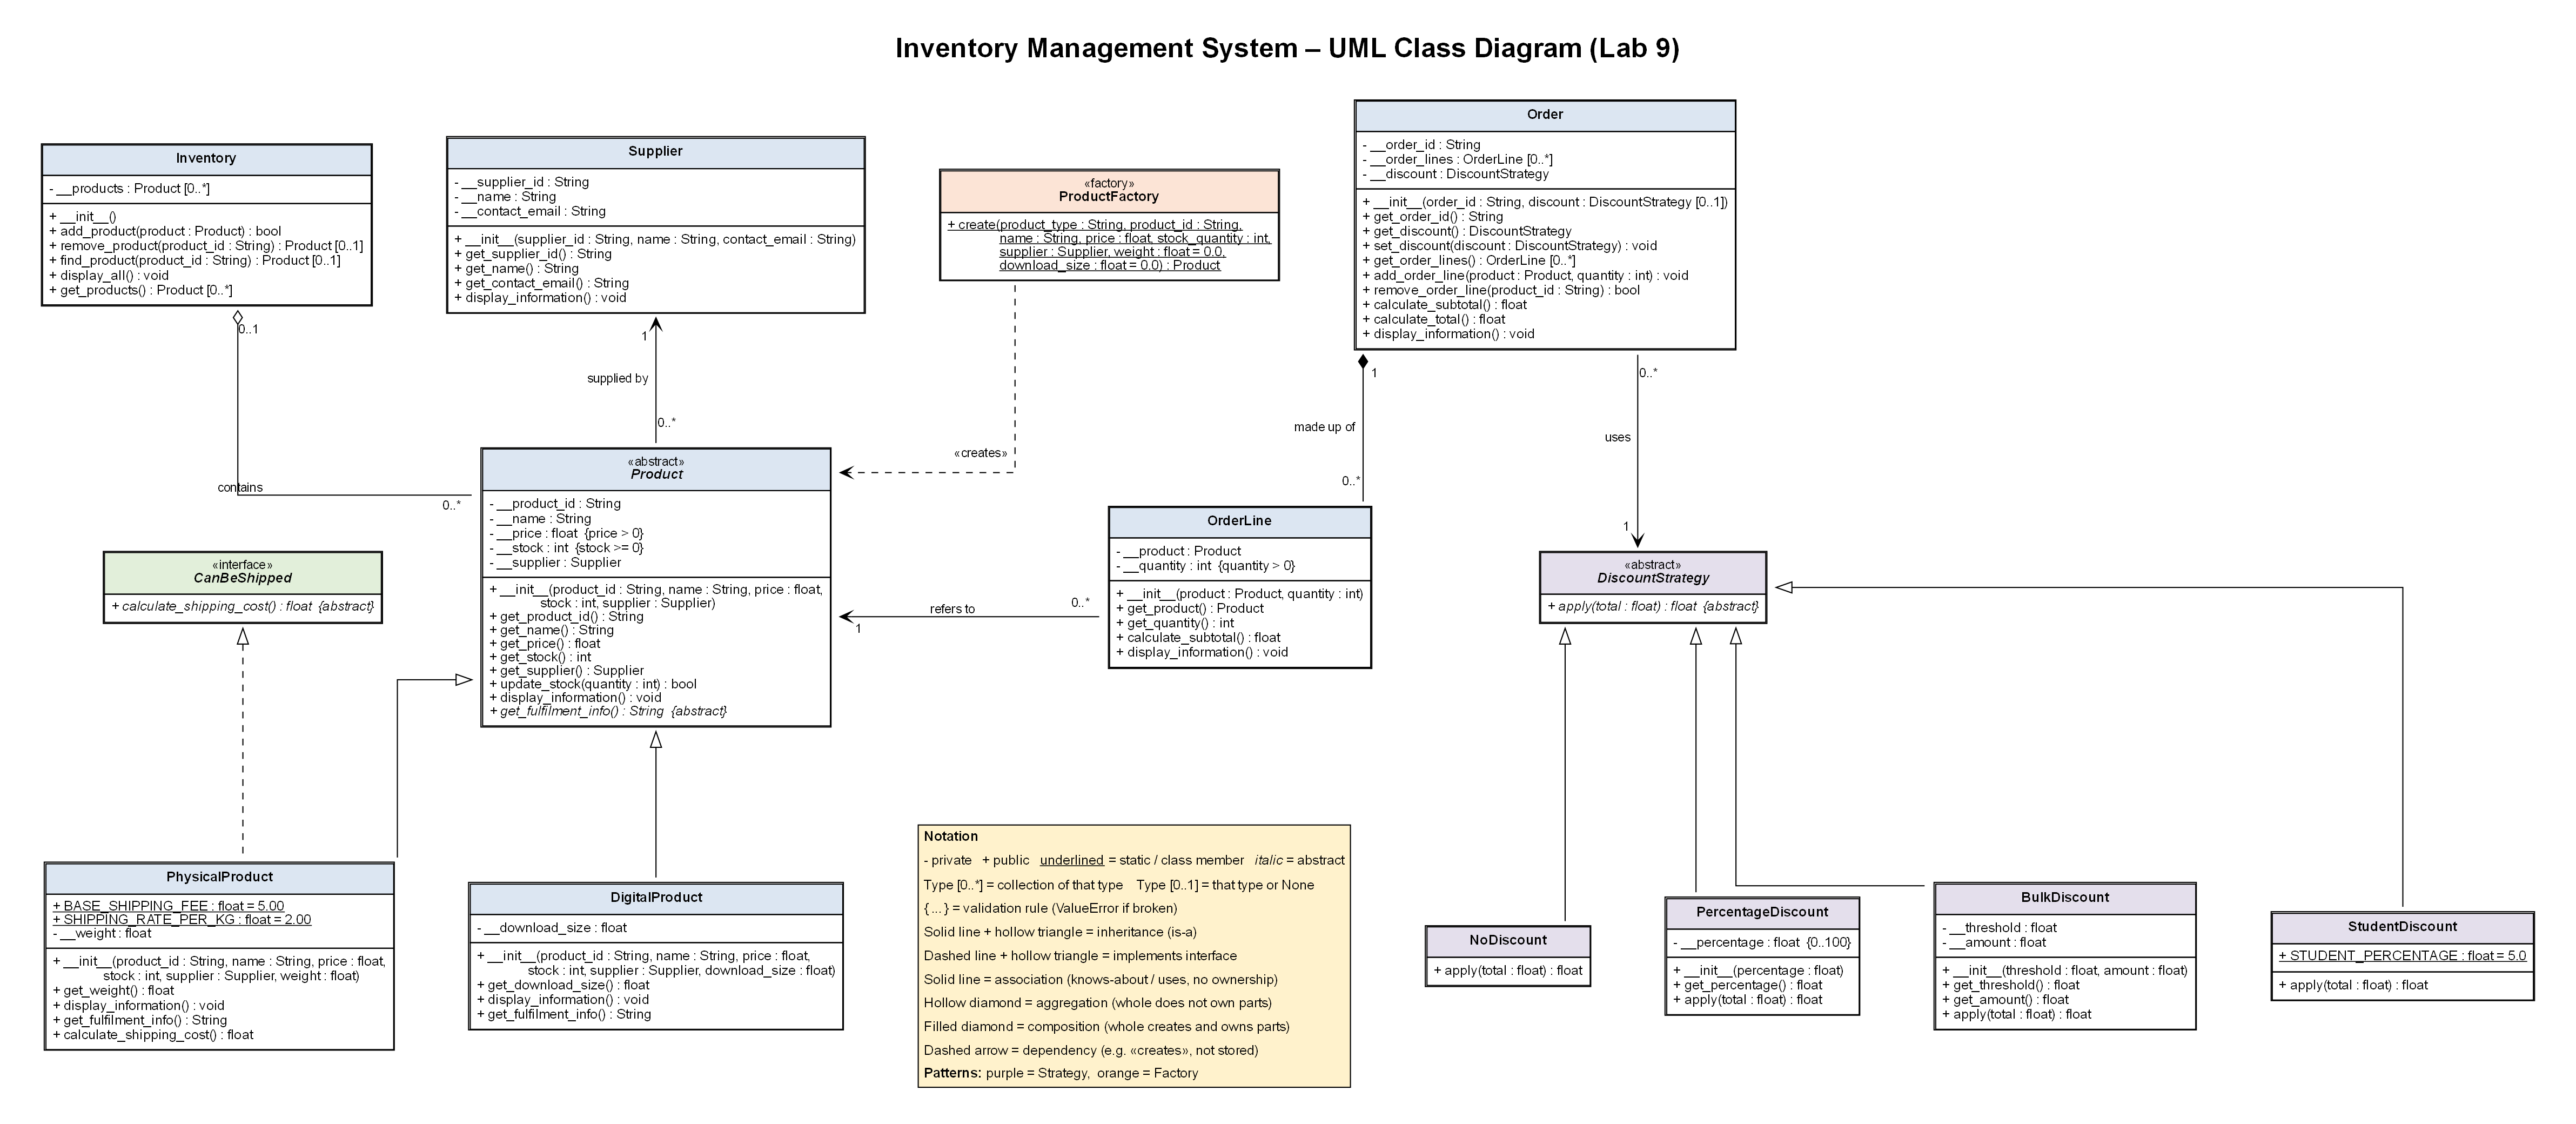 Inventory Management System – UML Class Diagram (Lab 9)
Inventory
- __products : Product [0..*]
+ __init__()
+ add_product(product : Product) : bool
+ remove_product(product_id : String) : Product [0..1]
+ find_product(product_id : String) : Product [0..1]
+ display_all() : void
+ get_products() : Product [0..*]
Supplier
- __supplier_id : String
- __name : String
- __contact_email : String
+ __init__(supplier_id : String, name : String, contact_email : String)
+ get_supplier_id() : String
+ get_name() : String
+ get_contact_email() : String
+ display_information() : void
«factory»
ProductFactory
+ create(product_type : String, product_id : String,
name : String, price : float, stock_quantity : int,
supplier : Supplier, weight : float = 0.0,
download_size : float = 0.0) : Product
Order
- __order_id : String
- __order_lines : OrderLine [0..*]
- __discount : DiscountStrategy
+ __init__(order_id : String, discount : DiscountStrategy [0..1])
+ get_order_id() : String
+ get_discount() : DiscountStrategy
+ set_discount(discount : DiscountStrategy) : void
+ get_order_lines() : OrderLine [0..*]
+ add_order_line(product : Product, quantity : int) : void
+ remove_order_line(product_id : String) : bool
+ calculate_subtotal() : float
+ calculate_total() : float
+ display_information() : void
0..1
contains
0..*
1
supplied by
0..*
«creates»
1
made up of
0..*
0..*
uses
1
«interface»
CanBeShipped
+ calculate_shipping_cost() : float {abstract}
«abstract»
Product
- __product_id : String
- __name : String
- __price : float {price > 0}
- __stock : int {stock >= 0}
- __supplier : Supplier
+ __init__(product_id : String, name : String, price : float,
stock : int, supplier : Supplier)
+ get_product_id() : String
+ get_name() : String
+ get_price() : float
+ get_stock() : int
+ get_supplier() : Supplier
+ update_stock(quantity : int) : bool
+ display_information() : void
+ get_fulfilment_info() : String {abstract}
refers to
0..*
1
OrderLine
- __product : Product
- __quantity : int {quantity > 0}
+ __init__(product : Product, quantity : int)
+ get_product() : Product
+ get_quantity() : int
+ calculate_subtotal() : float
+ display_information() : void
«abstract»
DiscountStrategy
+ apply(total : float) : float {abstract}
PhysicalProduct
+ BASE_SHIPPING_FEE : float = 5.00
+ SHIPPING_RATE_PER_KG : float = 2.00
- __weight : float
+ __init__(product_id : String, name : String, price : float,
stock : int, supplier : Supplier, weight : float)
+ get_weight() : float
+ display_information() : void
+ get_fulfilment_info() : String
+ calculate_shipping_cost() : float
DigitalProduct
- __download_size : float
+ __init__(product_id : String, name : String, price : float,
stock : int, supplier : Supplier, download_size : float)
+ get_download_size() : float
+ display_information() : void
+ get_fulfilment_info() : String
Notation
- private + public underlined = static / class member italic = abstract
Type [0..*] = collection of that type Type [0..1] = that type or None
{ ... } = validation rule (ValueError if broken)
Solid line + hollow triangle = inheritance (is-a)
Dashed line + hollow triangle = implements interface
Solid line = association (knows-about / uses, no ownership)
Hollow diamond = aggregation (whole does not own parts)
Filled diamond = composition (whole creates and owns parts)
Dashed arrow = dependency (e.g. «creates», not stored)
Patterns: purple = Strategy, orange = Factory
NoDiscount
+ apply(total : float) : float
PercentageDiscount
- __percentage : float {0..100}
+ __init__(percentage : float)
+ get_percentage() : float
+ apply(total : float) : float
BulkDiscount
- __threshold : float
- __amount : float
+ __init__(threshold : float, amount : float)
+ get_threshold() : float
+ get_amount() : float
+ apply(total : float) : float
StudentDiscount
+ STUDENT_PERCENTAGE : float = 5.0
+ apply(total : float) : float